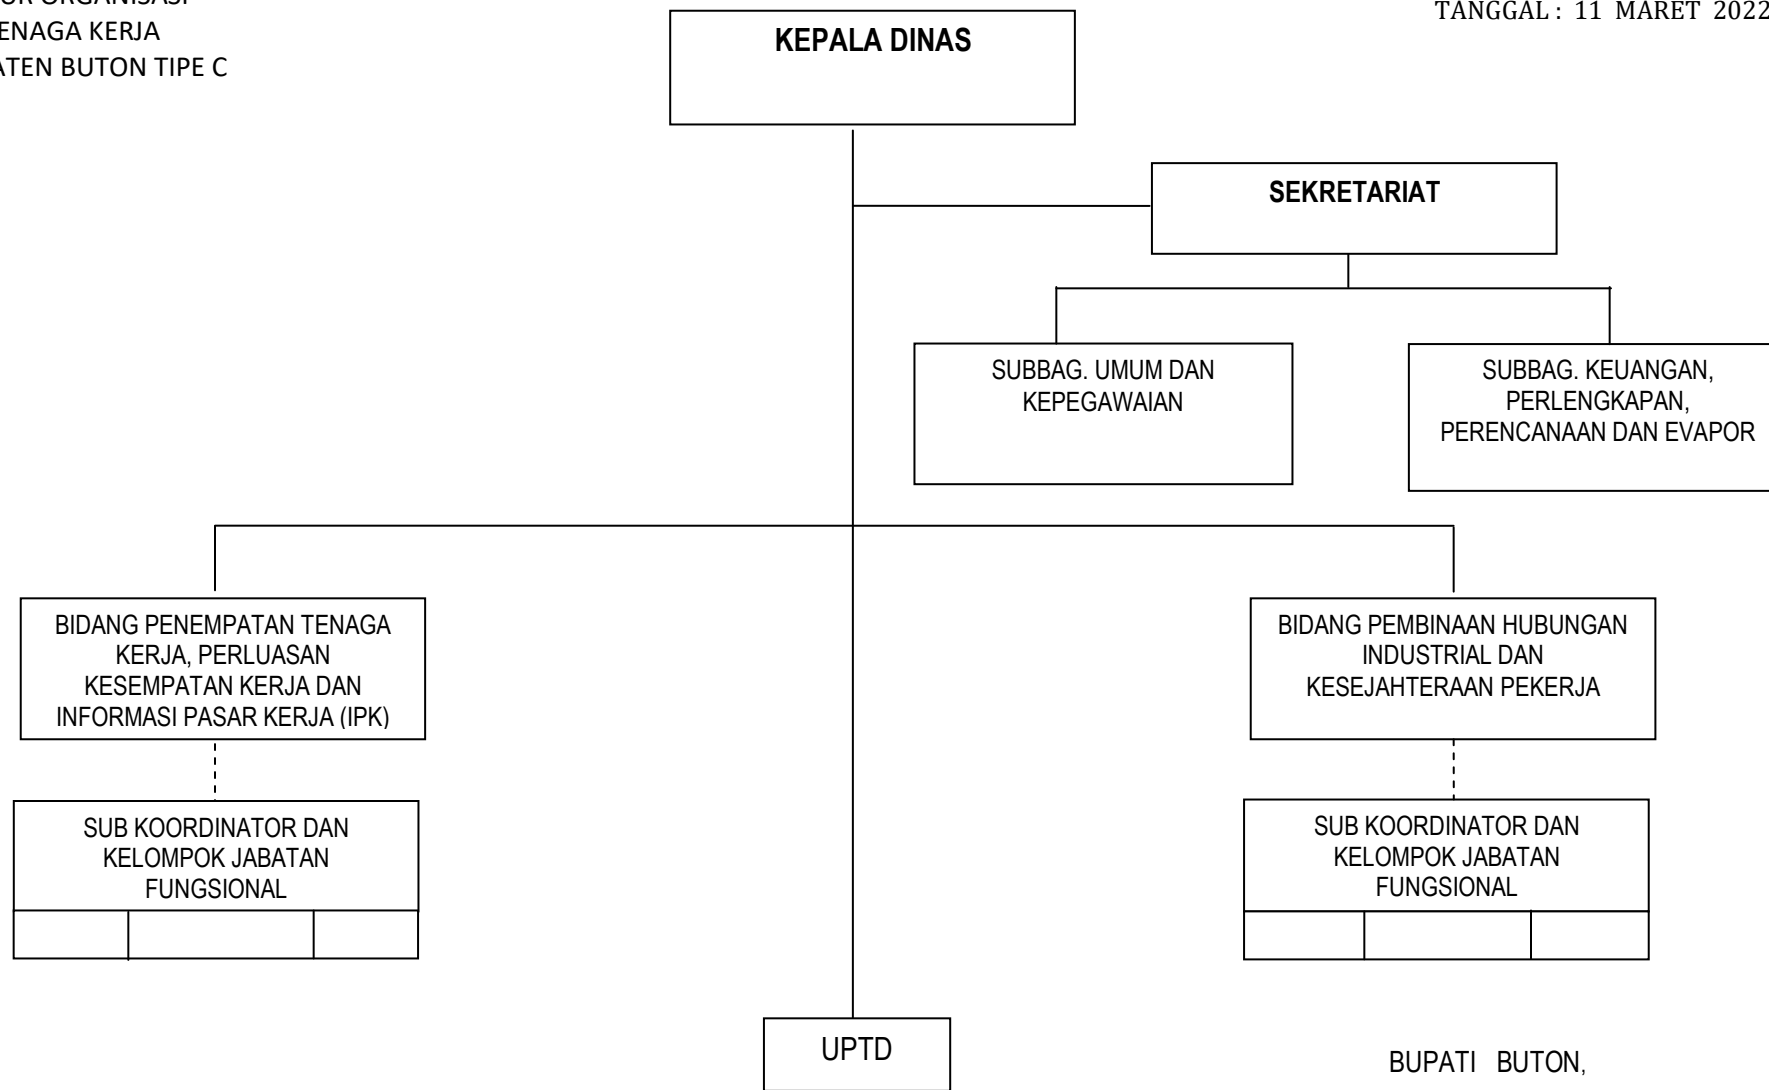 TANGGAL : 11 MARET 2022
ENAGA KERJA
ATEN BUTON TIPE C
KEPALA DINAS
SEKRETARIAT
SUBBAG. UMUM DAN
KEPEGAWAIAN
SUBBAG. KEUANGAN,
PERLENGKAPAN,
PERENCANAAN DAN EVAPOR
BIDANG PENEMPATAN TENAGA
KERJA, PERLUASAN
KESEMPATAN KERJA DAN
INFORMASI PASAR KERJA (IPK)
BIDANG PEMBINAAN HUBUNGAN
INDUSTRIAL DAN
KESEJAHTERAAN PEKERJA
SUB KOORDINATOR DAN
KELOMPOK JABATAN
FUNGSIONAL
SUB KOORDINATOR DAN
KELOMPOK JABATAN
FUNGSIONAL
UPTD
BUPATI BUTON,